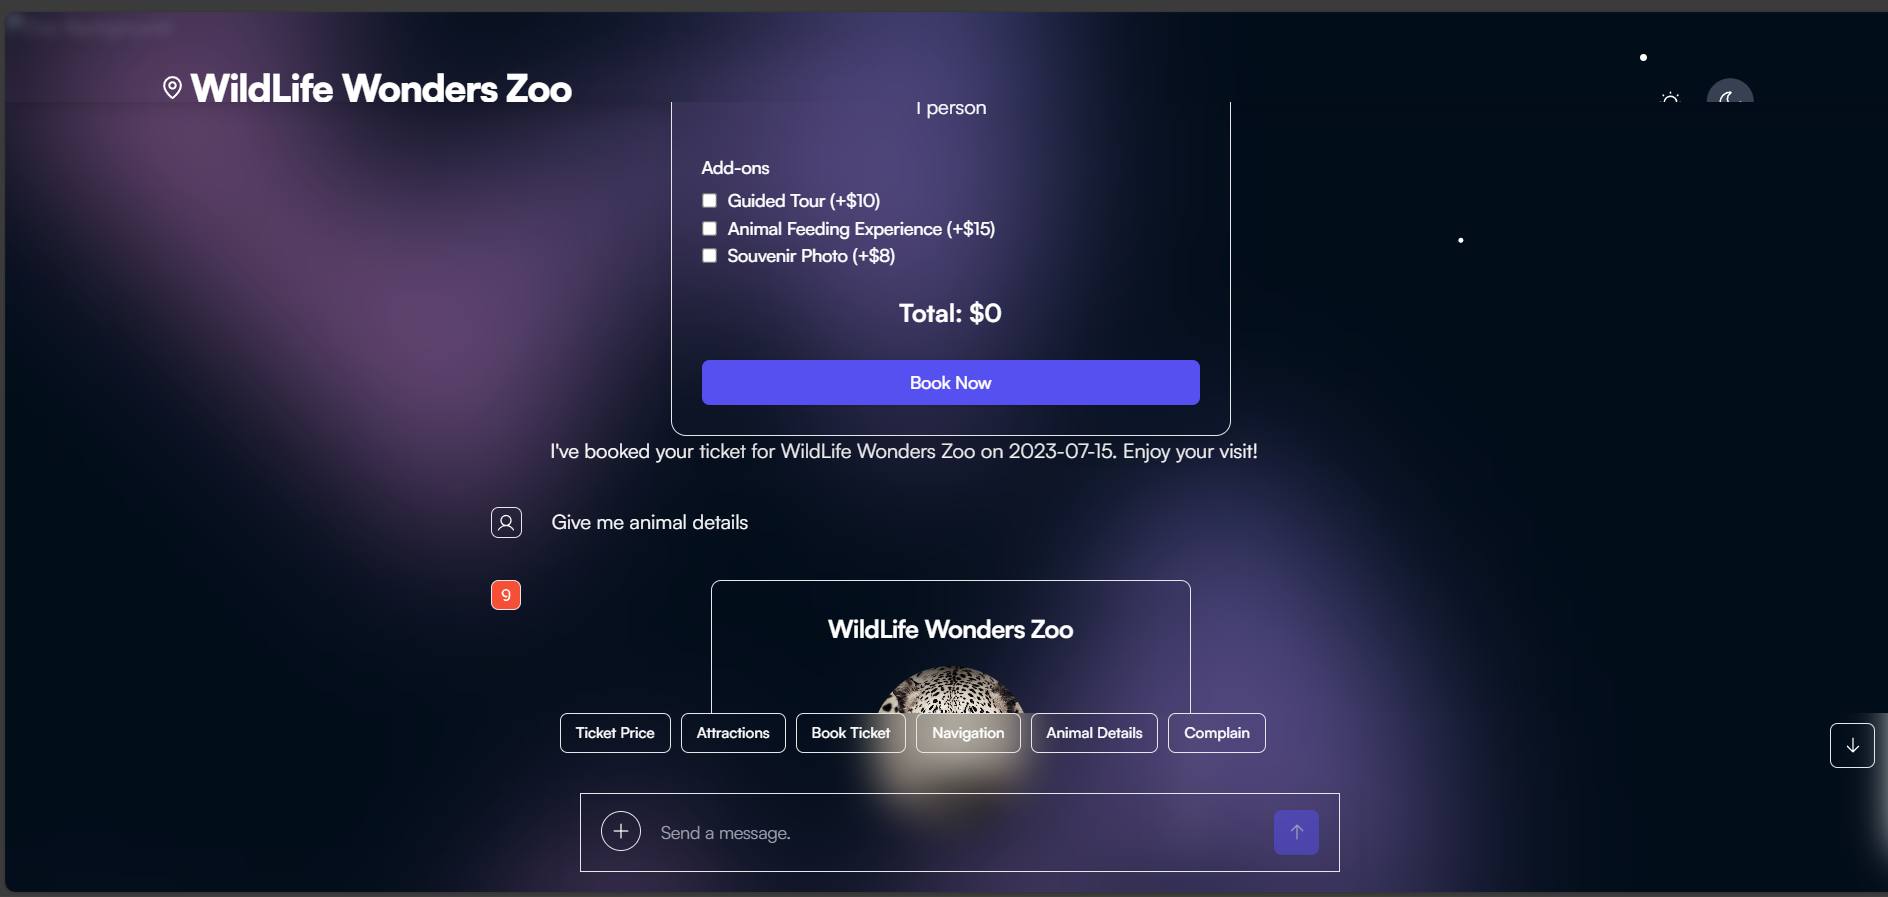 WildLife Wonders Zoo
1 person
Add-ons
Guided Tour (+$10)
Animal Feeding Experience (+$15)
Souvenir Photo (+$8)
Total: $0
Book Now
I've booked your ticket for WildLife Wonders Zoo on 2023-07-15. Enjoy your visit!
Give me animal details
9
WildLife Wonders Zoo
Ticket Price
Attractions
Book Ticket
Navigation
Animal Details
Complain
Send a message.